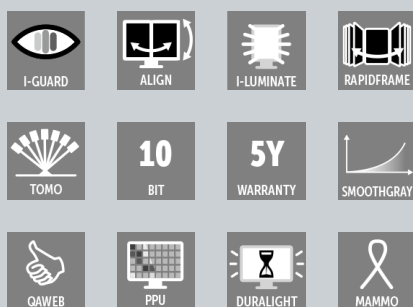 I-GUARD
ALIGN
I-LUMINATE
RAPIDFRAME
TOMO
10
BIT
5Y
WARRANTY
SMOOTHGRAY
QAWEB
PPU
DURALIGHT
MAMMO